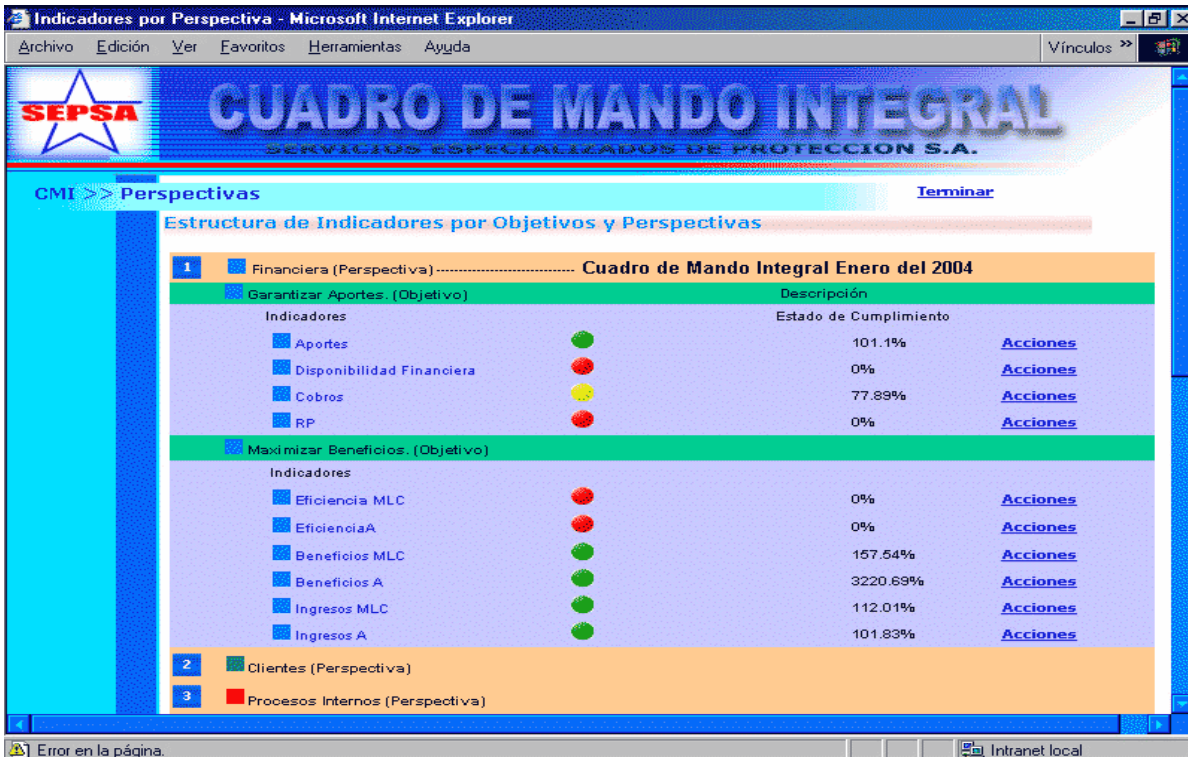 Indicadores por Perspectiva - Microsoft Internet Explorer
Archivo Edición Ver Favoritos Herramientas Ayuda Vínculos »
SEPSA
CUADRO DE MANDO INTEGRAL
SERVICIOS ESPECIALIZADOS DE PROTECCION S.A.
CMI >> Perspectivas Terminar
Estructura de Indicadores por Objetivos y Perspectivas
1 Financiera (Perspectiva)------------------------------ Cuadro de Mando Integral Enero del 2004
Garantizar Aportes. (Objetivo) Descripción
Indicadores Estado de Cumplimiento
Aportes 101.1% Acciones
Disponibilidad Financiera 0% Acciones
Cobros 77.89% Acciones
RP 0% Acciones
Maximizar Beneficios. (Objetivo)
Indicadores
Eficiencia MLC 0% Acciones
EficienciaA 0% Acciones
Beneficios MLC 157.54% Acciones
Beneficios A 3220.69% Acciones
Ingresos MLC 112.01% Acciones
Ingresos A 101.83% Acciones
2 Clientes (Perspectiva)
3 Procesos Internos (Perspectiva)
Error en la página. Intranet local